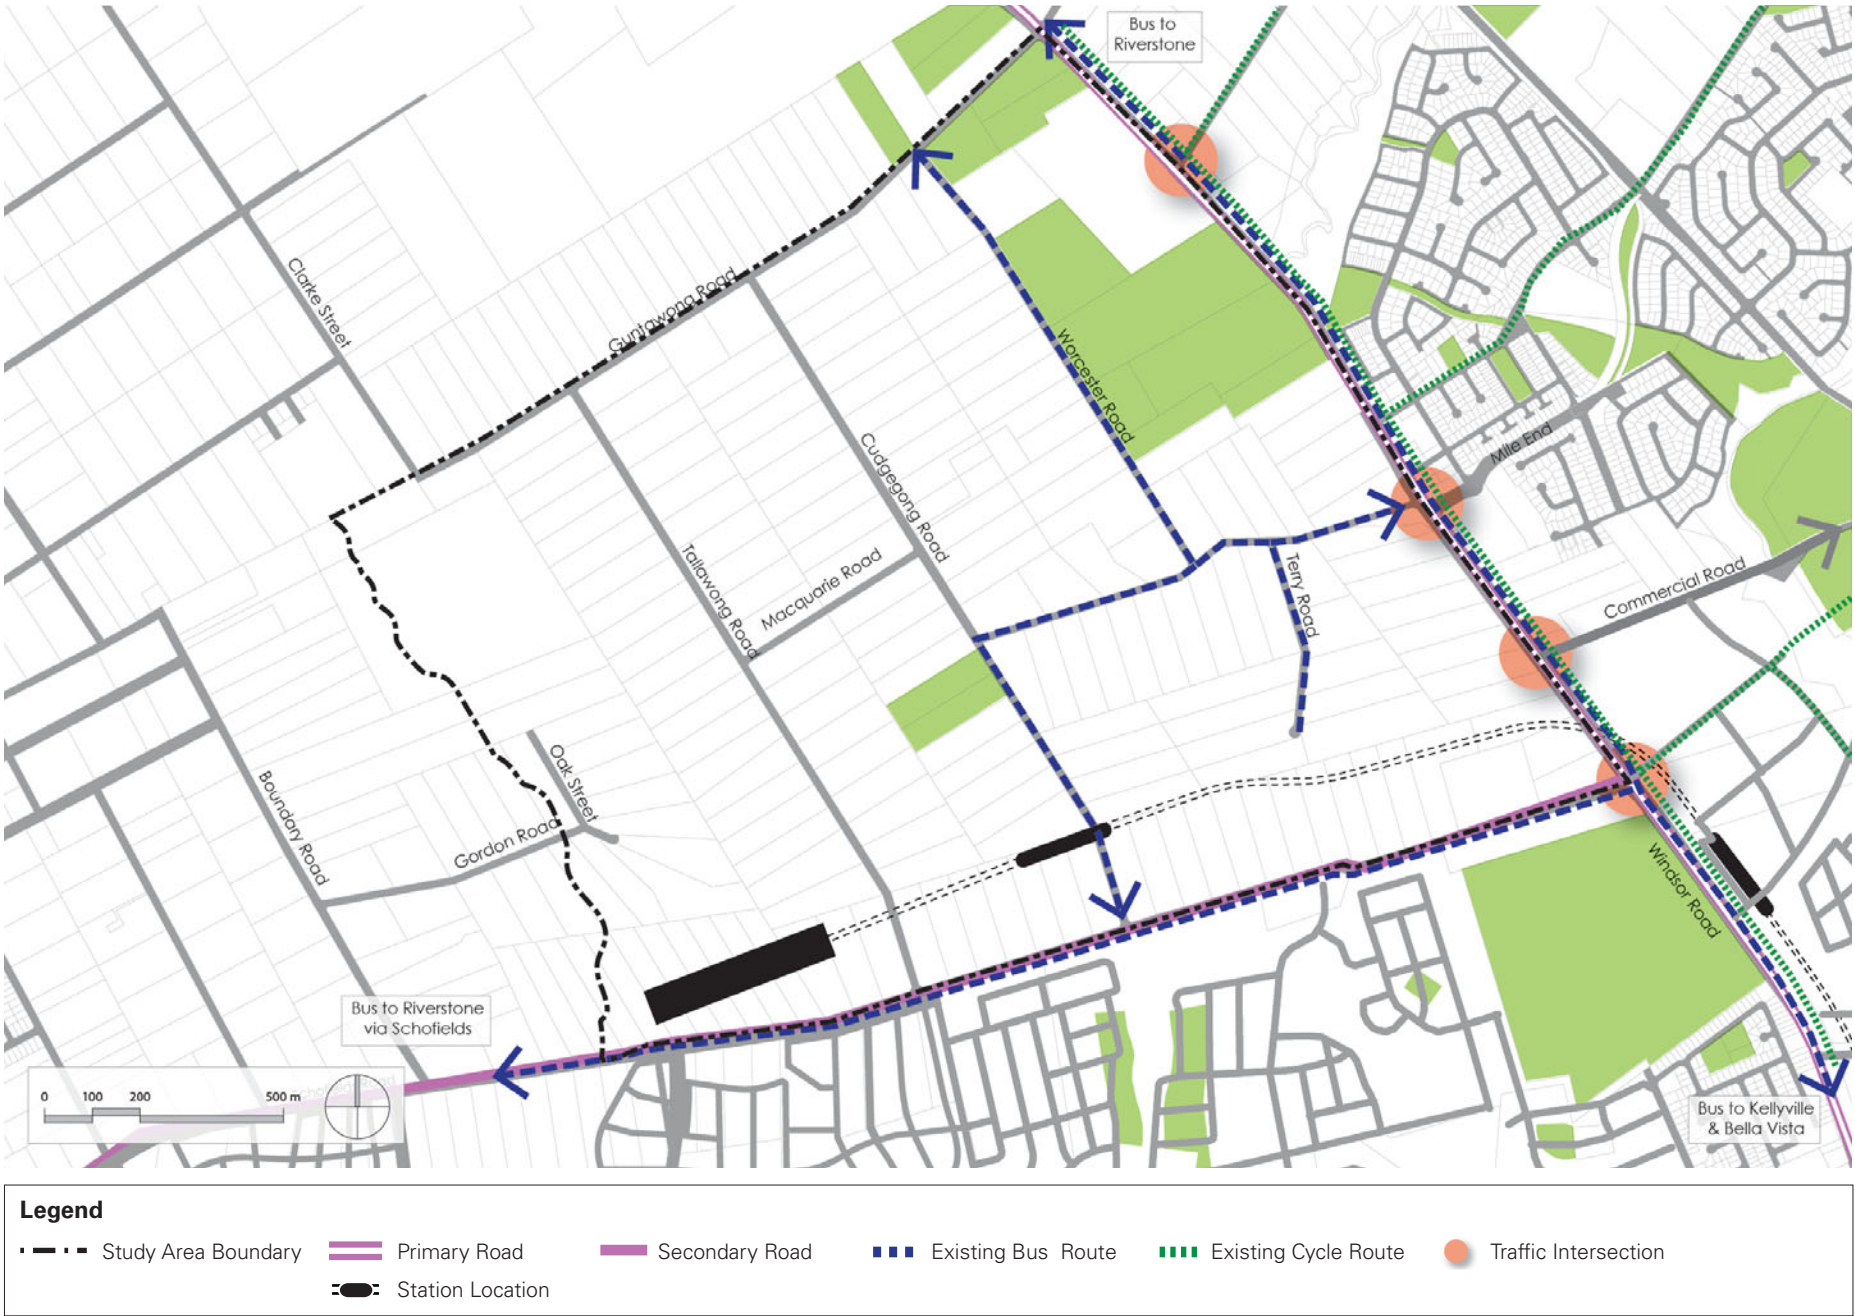 Bus to
Riverstone
Clarke Street
Guntawong Road
Worcester Road
Cudgegong Road
Mile End
Tallawong Road
Macquarie Road
Terry Road
Commercial Road
Oak Street
Boundary Road
Gordon Road
Windsor Road
Bus to Riverstone
via Schofields
0 100 200 500 m
Bus to Kellyville
& Bella Vista
Legend
Study Area Boundary
Primary Road
Secondary Road
Existing Bus Route
Existing Cycle Route
Traffic Intersection
Station Location